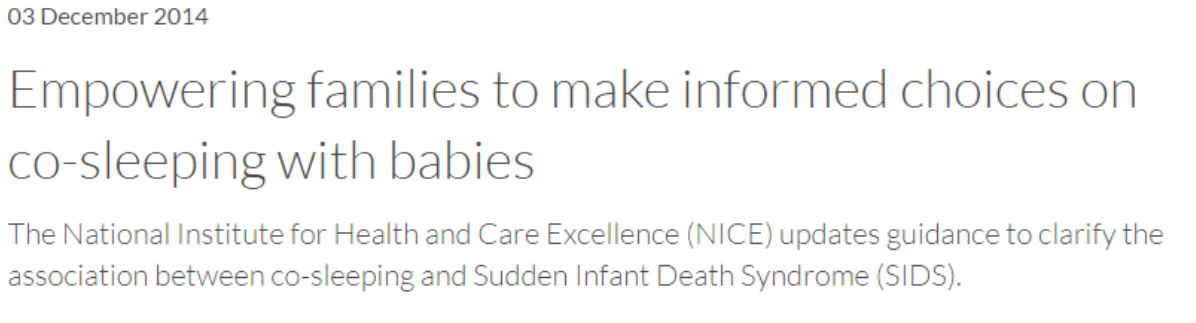 03 December 2014
Empowering families to make informed choices on
co-sleeping with babies
The National Institute for Health and Care Excellence (NICE) updates guidance to clarify the
association between co-sleeping and Sudden Infant Death Syndrome (SIDS).